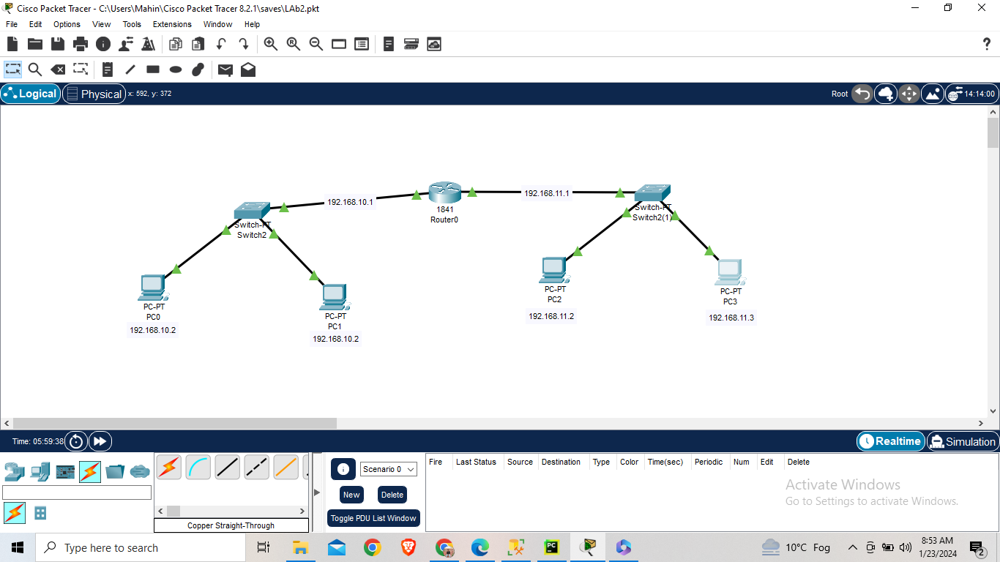 Cisco Packet Tracer - C:\Users\Mahin\Cisco Packet Tracer 8.2.1\saves\LAb2.pkt
File Edit Options View Tools Extensions Window Help
?
Logical Physical x: 592, y: 372 Root 14:14:00
192.168.10.1
1841
Router0
192.168.11.1
Switch-PT
Switch2
Switch-PT
Switch2(1)
PC-PT
PC0
192.168.10.2
PC-PT
PC1
192.168.10.2
PC-PT
PC2
192.168.11.2
PC-PT
PC3
192.168.11.3
Time: 05:59:38 Realtime Simulation
Copper Straight-Through
Scenario 0
New Delete
Toggle PDU List Window
Fire Last Status Source Destination Type Color Time(sec) Periodic Num Edit Delete
Activate Windows
Go to Settings to activate Windows.
Type here to search
PC
10°C Fog
8:53 AM
1/23/2024
2